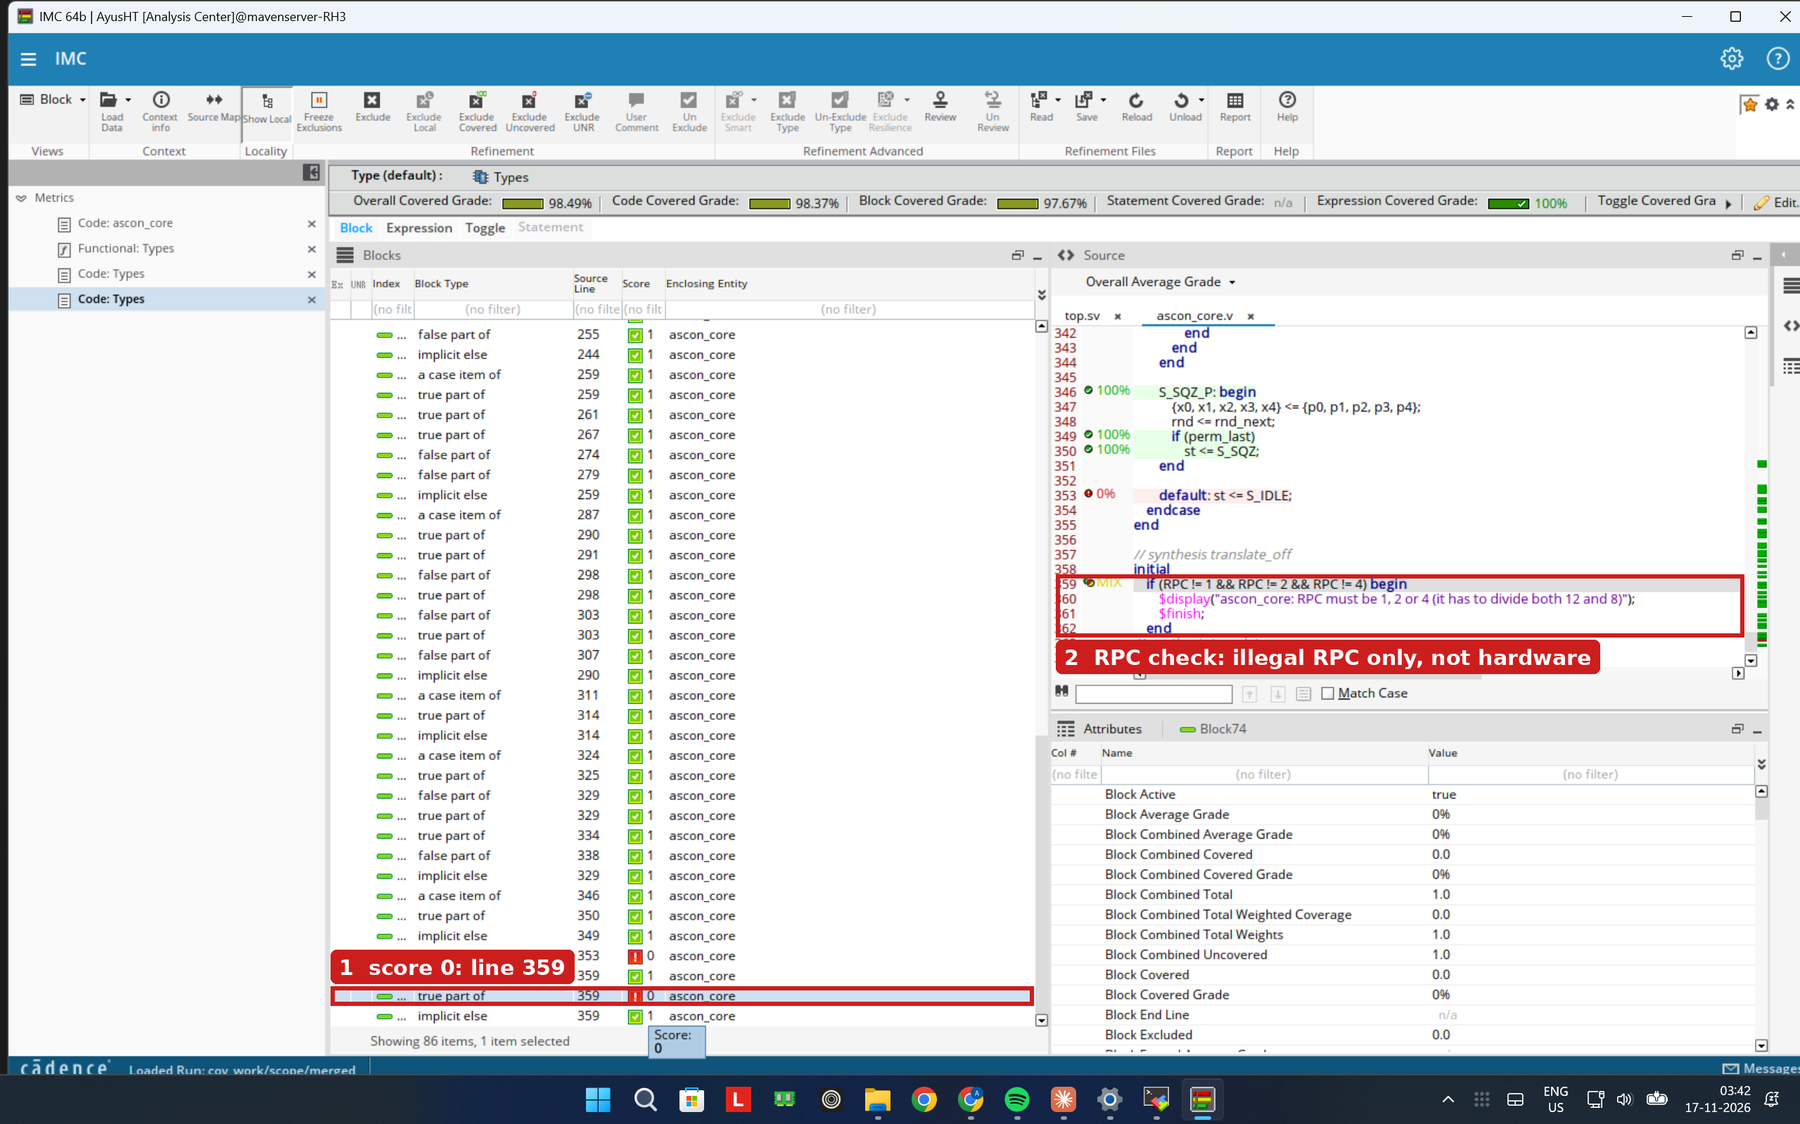 IMC 64b | AyusHT [Analysis Center]@mavenserver-RH3
IMC
Block
Load Data
Context info
Source Map
Show Local
Freeze Exclusions
Exclude
Exclude Local
Exclude Covered
Exclude Uncovered
Exclude UNR
User Comment
Un Exclude
Exclude Smart
Exclude Type
Un-Exclude Type
Exclude Resilience
Review
Un Review
Read
Save
Reload
Unload
Report
Help
Views
Context
Locality
Refinement
Refinement Advanced
Refinement Files
Report
Help
Metrics
Code: ascon_core
Functional: Types
Code: Types
Code: Types
Type (default) : Types
Overall Covered Grade: 98.49% Code Covered Grade: 98.37% Block Covered Grade: 97.67% Statement Covered Grade: n/a Expression Covered Grade: 100% Toggle Covered Gra Edit.
Block Expression Toggle Statement
Blocks
Ex UNR Index Block Type Source Line Score Enclosing Entity
(no filt (no filter) (no filte (no filt (no filter)
... false part of 255 1 ascon_core
... implicit else 244 1 ascon_core
... a case item of 259 1 ascon_core
... true part of 259 1 ascon_core
... true part of 261 1 ascon_core
... true part of 267 1 ascon_core
... false part of 274 1 ascon_core
... false part of 279 1 ascon_core
... implicit else 259 1 ascon_core
... a case item of 287 1 ascon_core
... true part of 290 1 ascon_core
... true part of 291 1 ascon_core
... false part of 298 1 ascon_core
... true part of 298 1 ascon_core
... false part of 303 1 ascon_core
... true part of 303 1 ascon_core
... false part of 307 1 ascon_core
... implicit else 290 1 ascon_core
... a case item of 311 1 ascon_core
... true part of 314 1 ascon_core
... implicit else 314 1 ascon_core
... a case item of 324 1 ascon_core
... true part of 325 1 ascon_core
... false part of 329 1 ascon_core
... true part of 329 1 ascon_core
... true part of 334 1 ascon_core
... false part of 338 1 ascon_core
... implicit else 329 1 ascon_core
... a case item of 346 1 ascon_core
... true part of 350 1 ascon_core
... implicit else 349 1 ascon_core
353 0 ascon_core
1 score 0: line 359
359 1 ascon_core
... true part of 359 0 ascon_core
... implicit else 359 1 ascon_core
Showing 86 items, 1 item selected
Score:
0
Source
Overall Average Grade
top.sv ascon_core.v
342 end
343 end
344 end
345
346 100% S_SQZ_P: begin
347 {x0, x1, x2, x3, x4} <= {p0, p1, p2, p3, p4};
348 rnd <= rnd_next;
349 100% if (perm_last)
350 100% st <= S_SQZ;
351 end
352
353 0% default: st <= S_IDLE;
354 endcase
355 end
356
357 // synthesis translate_off
358 initial
359 MIX if (RPC != 1 && RPC != 2 && RPC != 4) begin
360 $display("ascon_core: RPC must be 1, 2 or 4 (it has to divide both 12 and 8)");
361 $finish;
362 end
2 RPC check: illegal RPC only, not hardware
Match Case
Attributes Block74
Col # Name Value
(no filte (no filter) (no filter)
Block Active true
Block Average Grade 0%
Block Combined Average Grade 0%
Block Combined Covered 0.0
Block Combined Covered Grade 0%
Block Combined Total 1.0
Block Combined Total Weighted Coverage 0.0
Block Combined Total Weights 1.0
Block Combined Uncovered 1.0
Block Covered 0.0
Block Covered Grade 0%
Block End Line n/a
Block Excluded 0.0
cādence Loaded Run: cov_work/scope/merged
Messages
L
ENG
US
03:42
17-11-2026